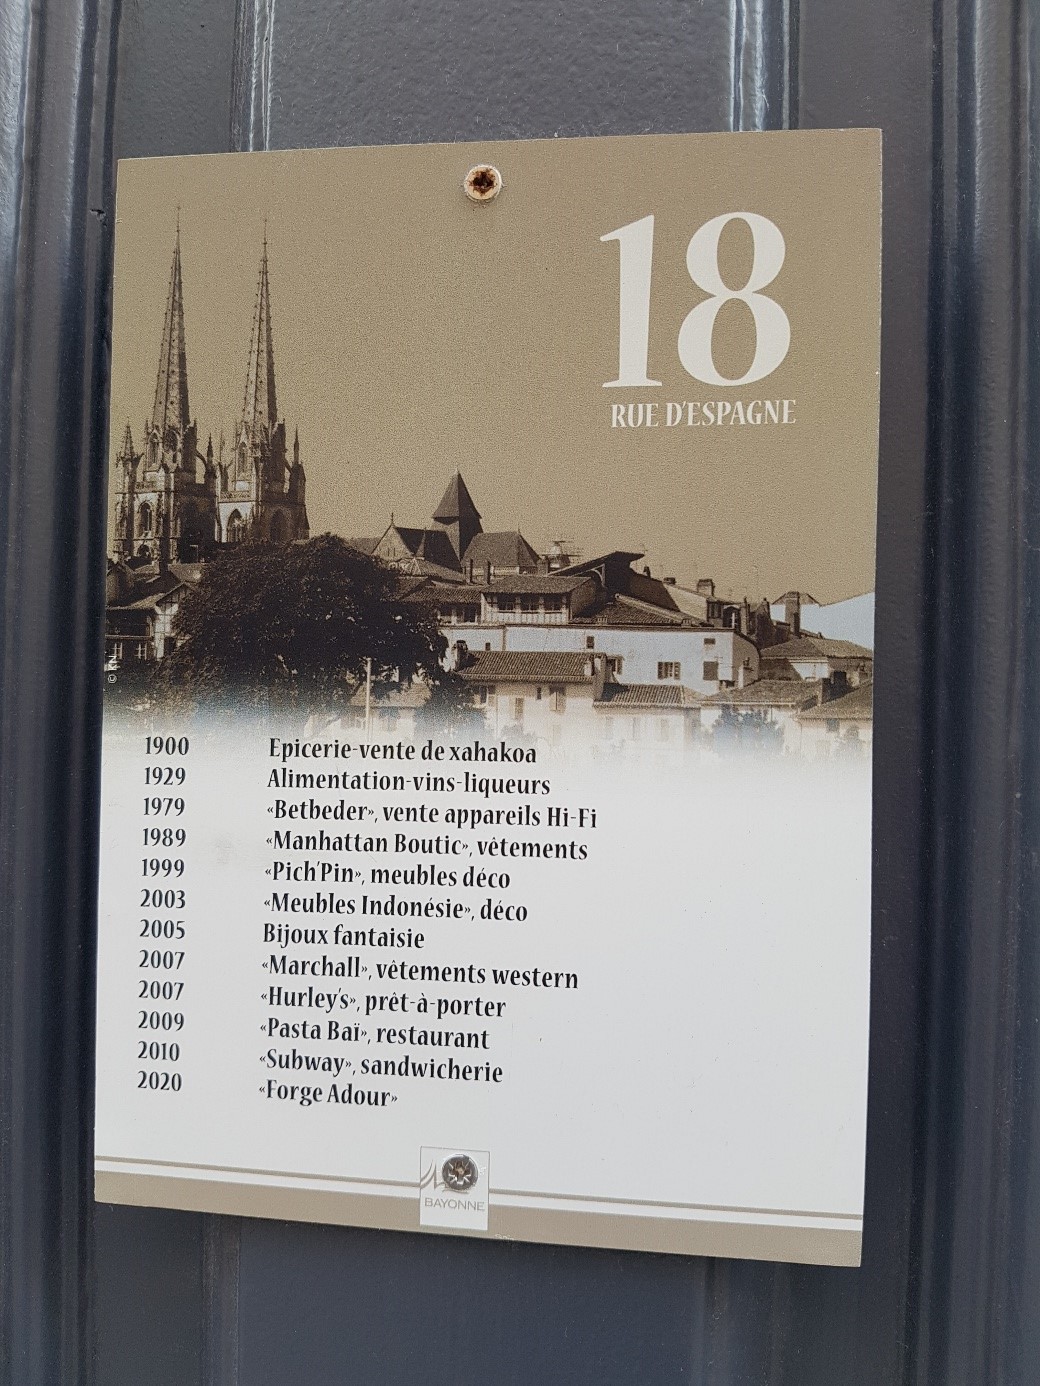 18
RUE D'ESPAGNE
1900 Epicerie-vente de xahakoa
1929 Alimentation-vins-liqueurs
1979 «Betbeder», vente appareils Hi-Fi
1989 «Manhattan Boutic», vêtements
1999 «Pich'Pin», meubles déco
2003 «Meubles Indonésie», déco
2005 Bijoux fantaisie
2007 «Marchall», vêtements western
2007 «Hurley's», prêt-à-porter
2009 «Pasta Baï», restaurant
2010 «Subway», sandwicherie
2020 «Forge Adour»
BAYONNE